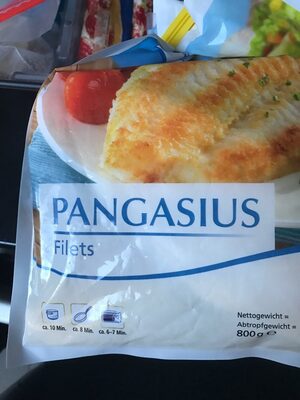 PANGASIUS
Filets
ca. 10 Min. ca. 8 Min. ca. 6-7 Min.
Nettogewicht =
Abtropfgewicht =
800 g ℮